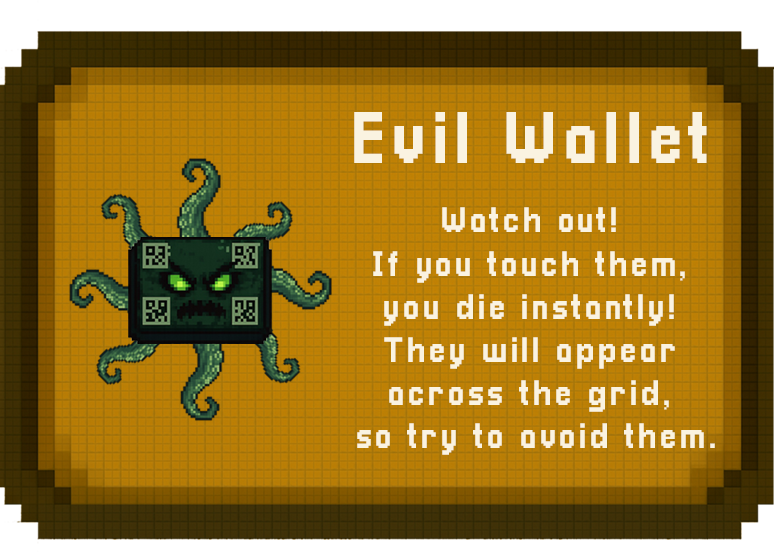 Evil Wallet
Watch out!
If you touch them,
you die instantly!
They will appear
across the grid,
so try to avoid them.